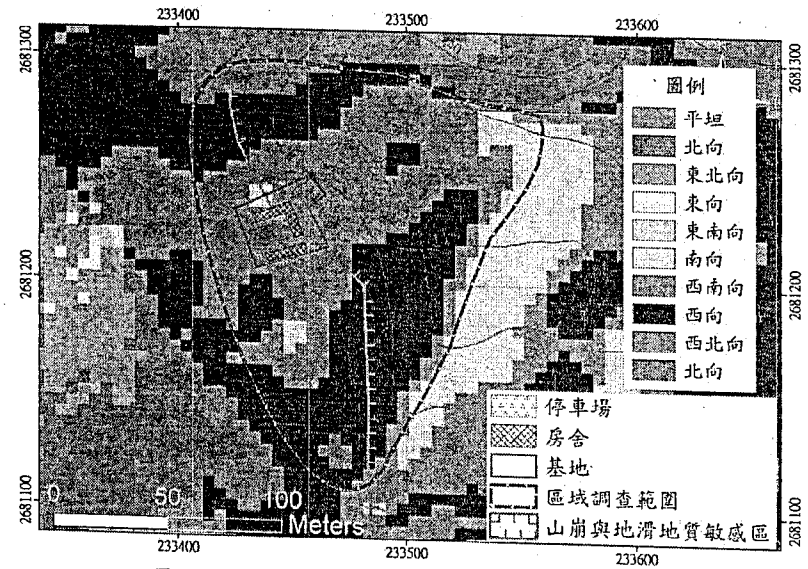 233400
233500
233600
2681300
2681300
圖例
平坦
北向
東北向
東向
東南向
南向
西南向
西向
西北向
北向
2681200
2681200
停車場
房舍
基地
區域調查範圍
山崩與地滑地質敏感區
2681100
2681100
0
50
100
Meters
233400
233500
233600